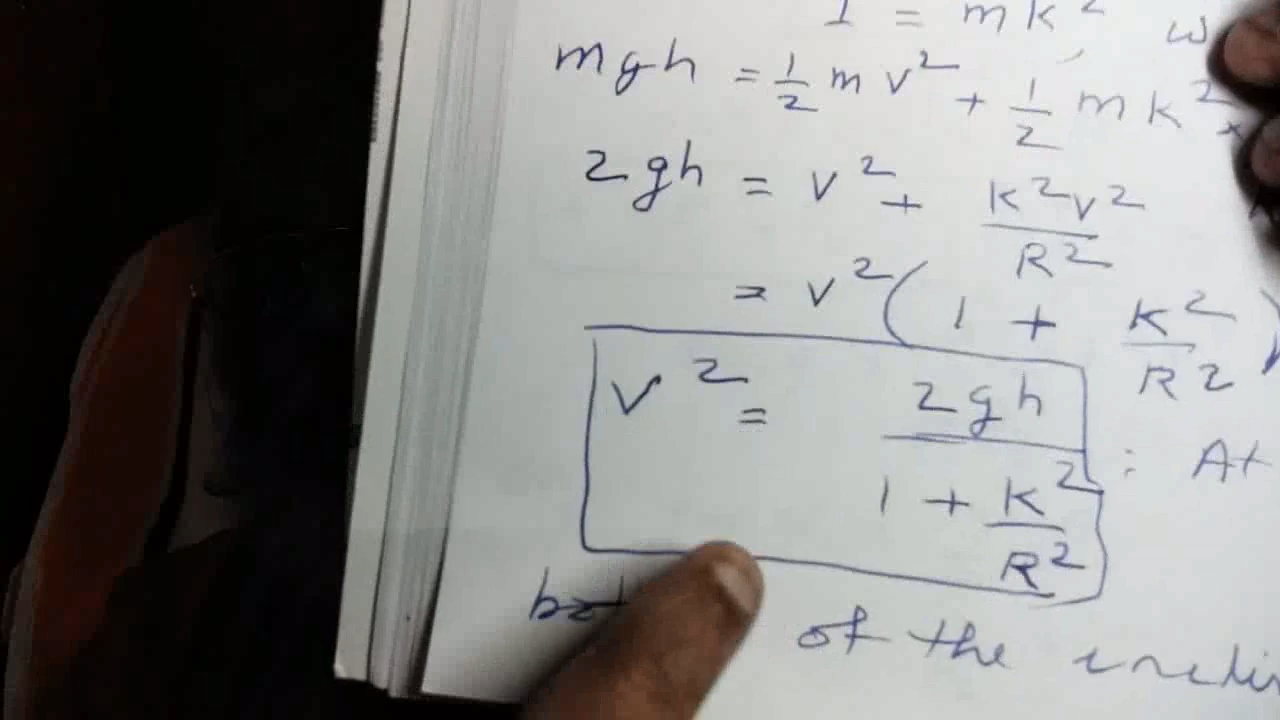 I = mk²
mgh = 1/2 m v² + 1/2 m k² ×
2gh = v² + k²v²/R²
= v² ( 1 + k²/R² )
v² = 2gh / (1 + k²/R²) : At
of the